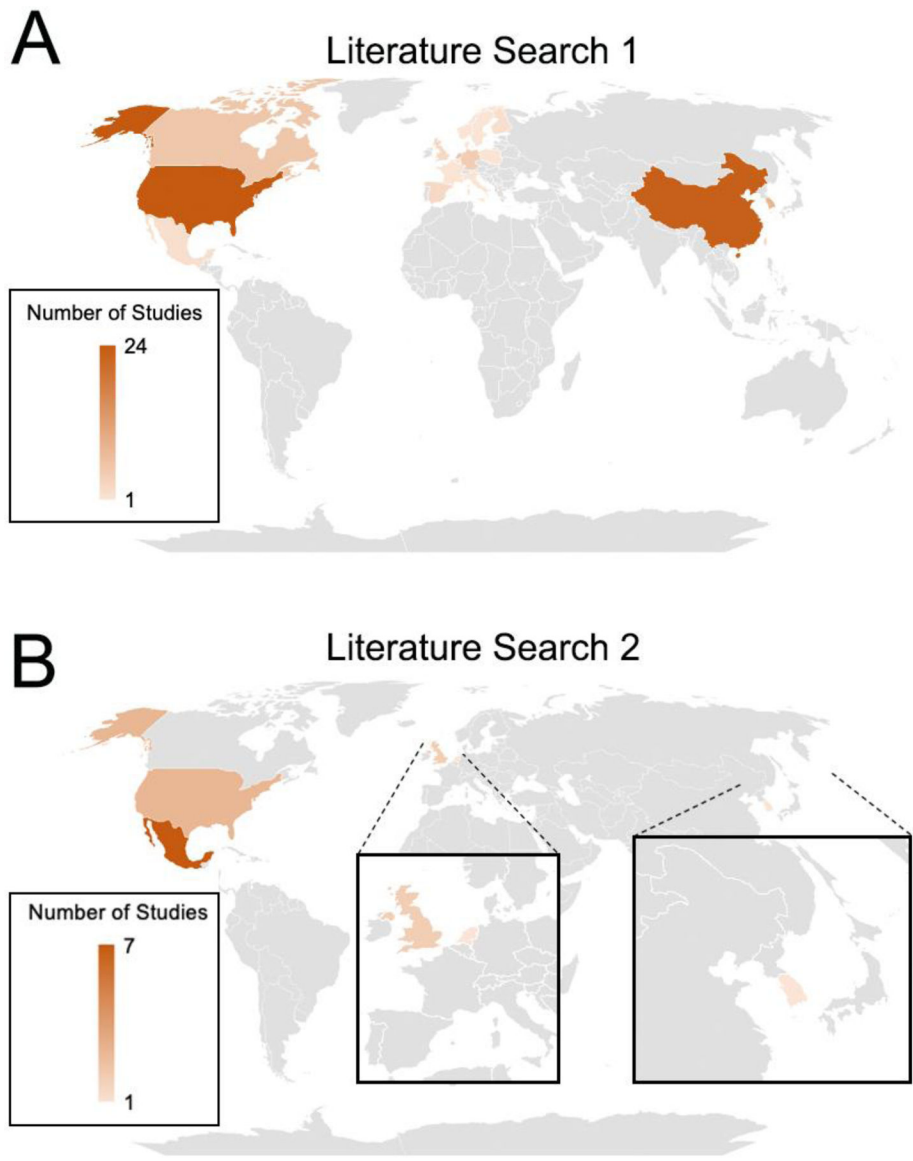 A
Literature Search 1
Number of Studies
24
1
B
Literature Search 2
Number of Studies
7
1